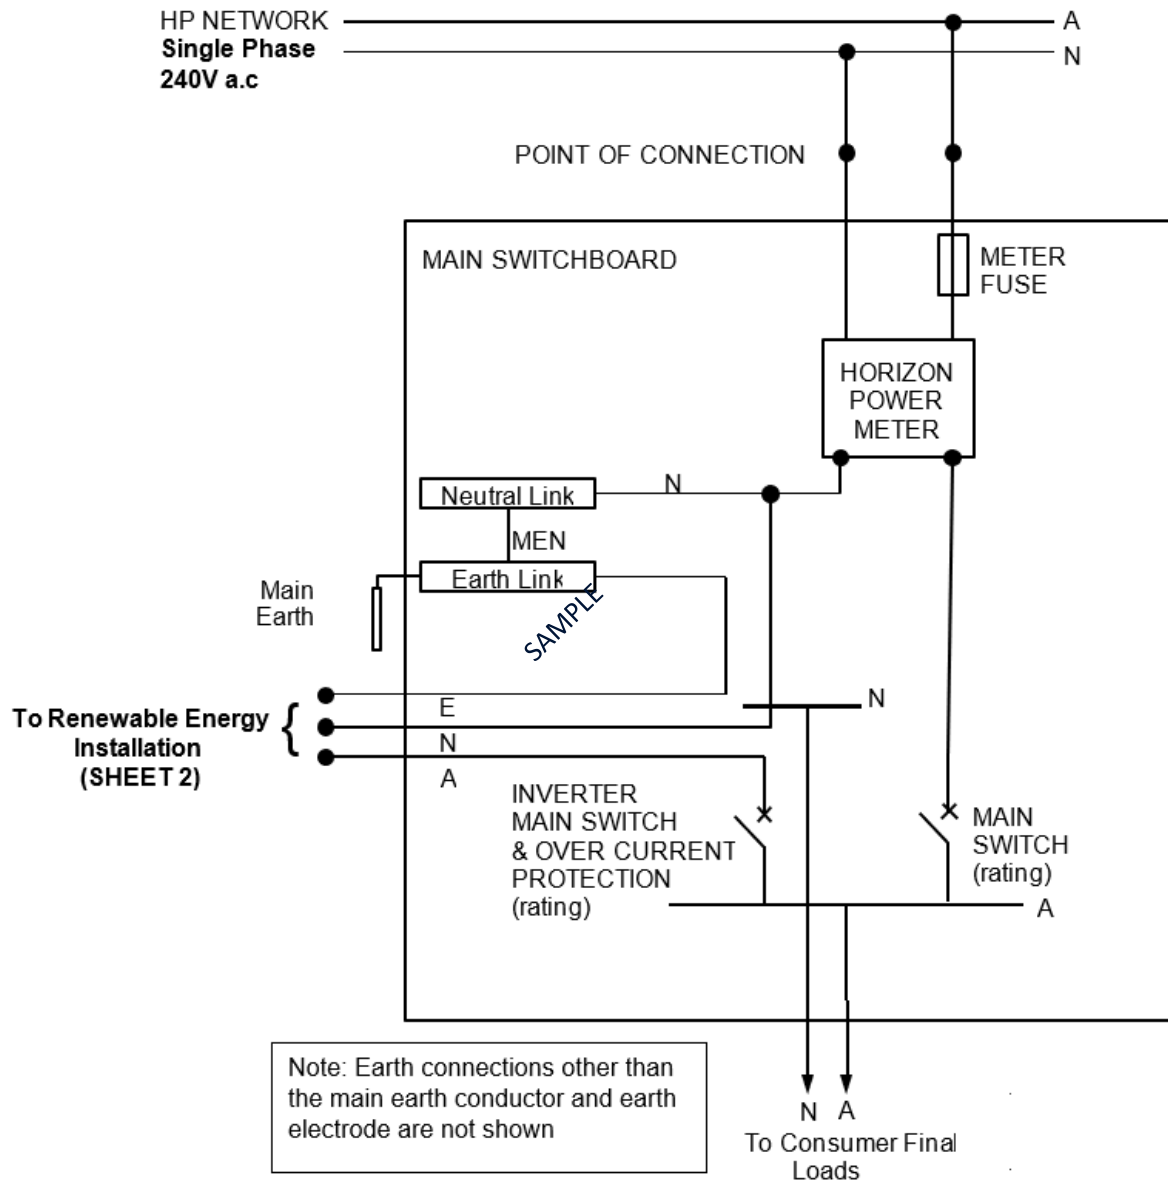 HP NETWORK
A
Single Phase
N
240V a.c
POINT OF CONNECTION
MAIN SWITCHBOARD
METER
FUSE
HORIZON
POWER
METER
Neutral Link
N
MEN
Earth Link
Main
Earth
SAMPLE
E
N
To Renewable Energy
Installation
(SHEET 2)
{
N
A
INVERTER
MAIN SWITCH
& OVER CURRENT
PROTECTION
(rating)
MAIN
SWITCH
(rating)
A
Note: Earth connections other than
the main earth conductor and earth
electrode are not shown
N A
To Consumer Final
Loads